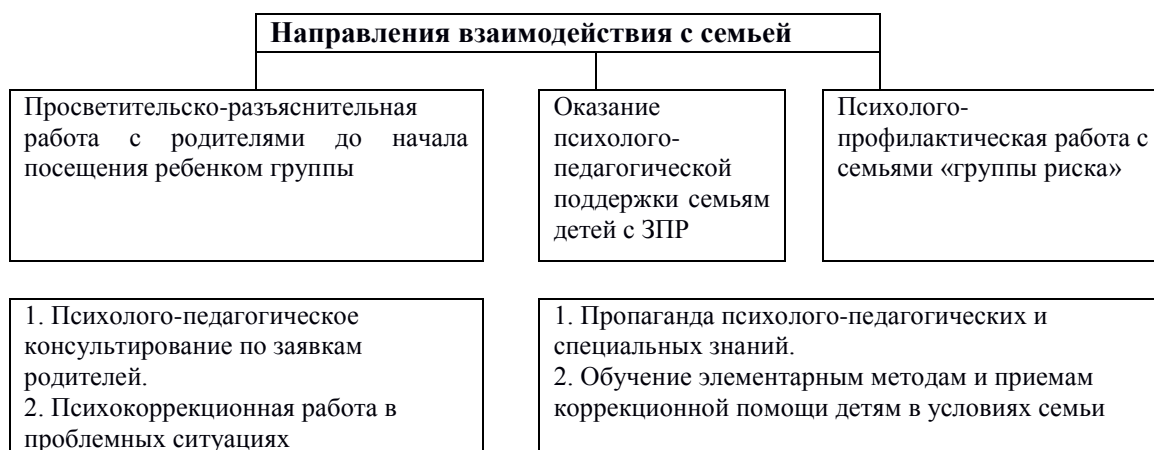 Направления взаимодействия с семьей
Просветительско-разъяснительная
работа с родителями до начала
посещения ребенком группы
Оказание
психолого-
педагогической
поддержки семьям
детей с ЗПР
Психолого-
профилактическая работа с
семьями «группы риска»
1. Психолого-педагогическое
консультирование по заявкам
родителей.
2. Психокоррекционная работа в
проблемных ситуациях
1. Пропаганда психолого-педагогических и
специальных знаний.
2. Обучение элементарным методам и приемам
коррекционной помощи детям в условиях семьи